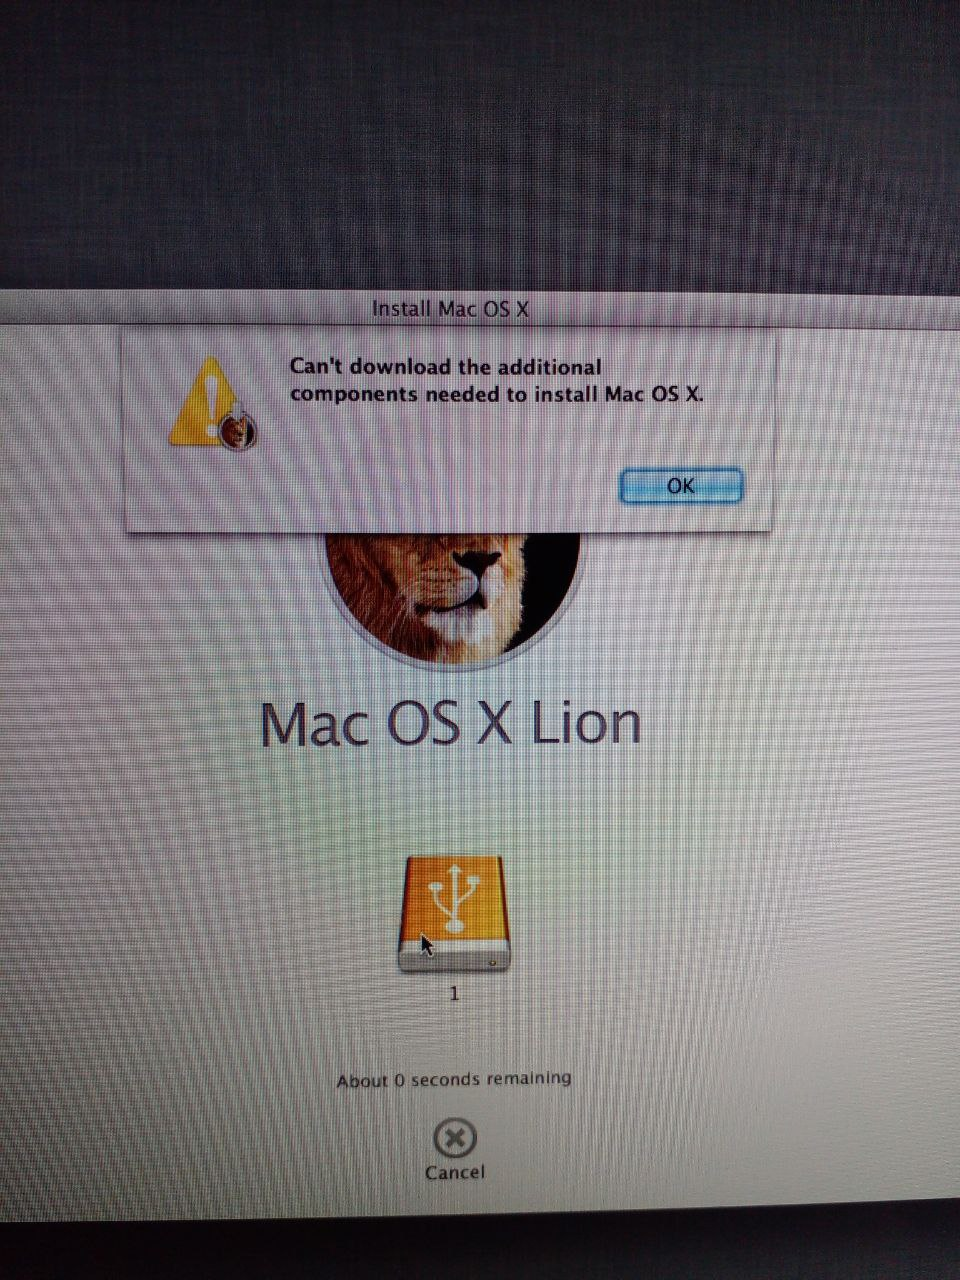 Install Mac OS X
Can't download the additional
components needed to install Mac OS X.
OK
Mac OS X Lion
1
About 0 seconds remaining
Cancel